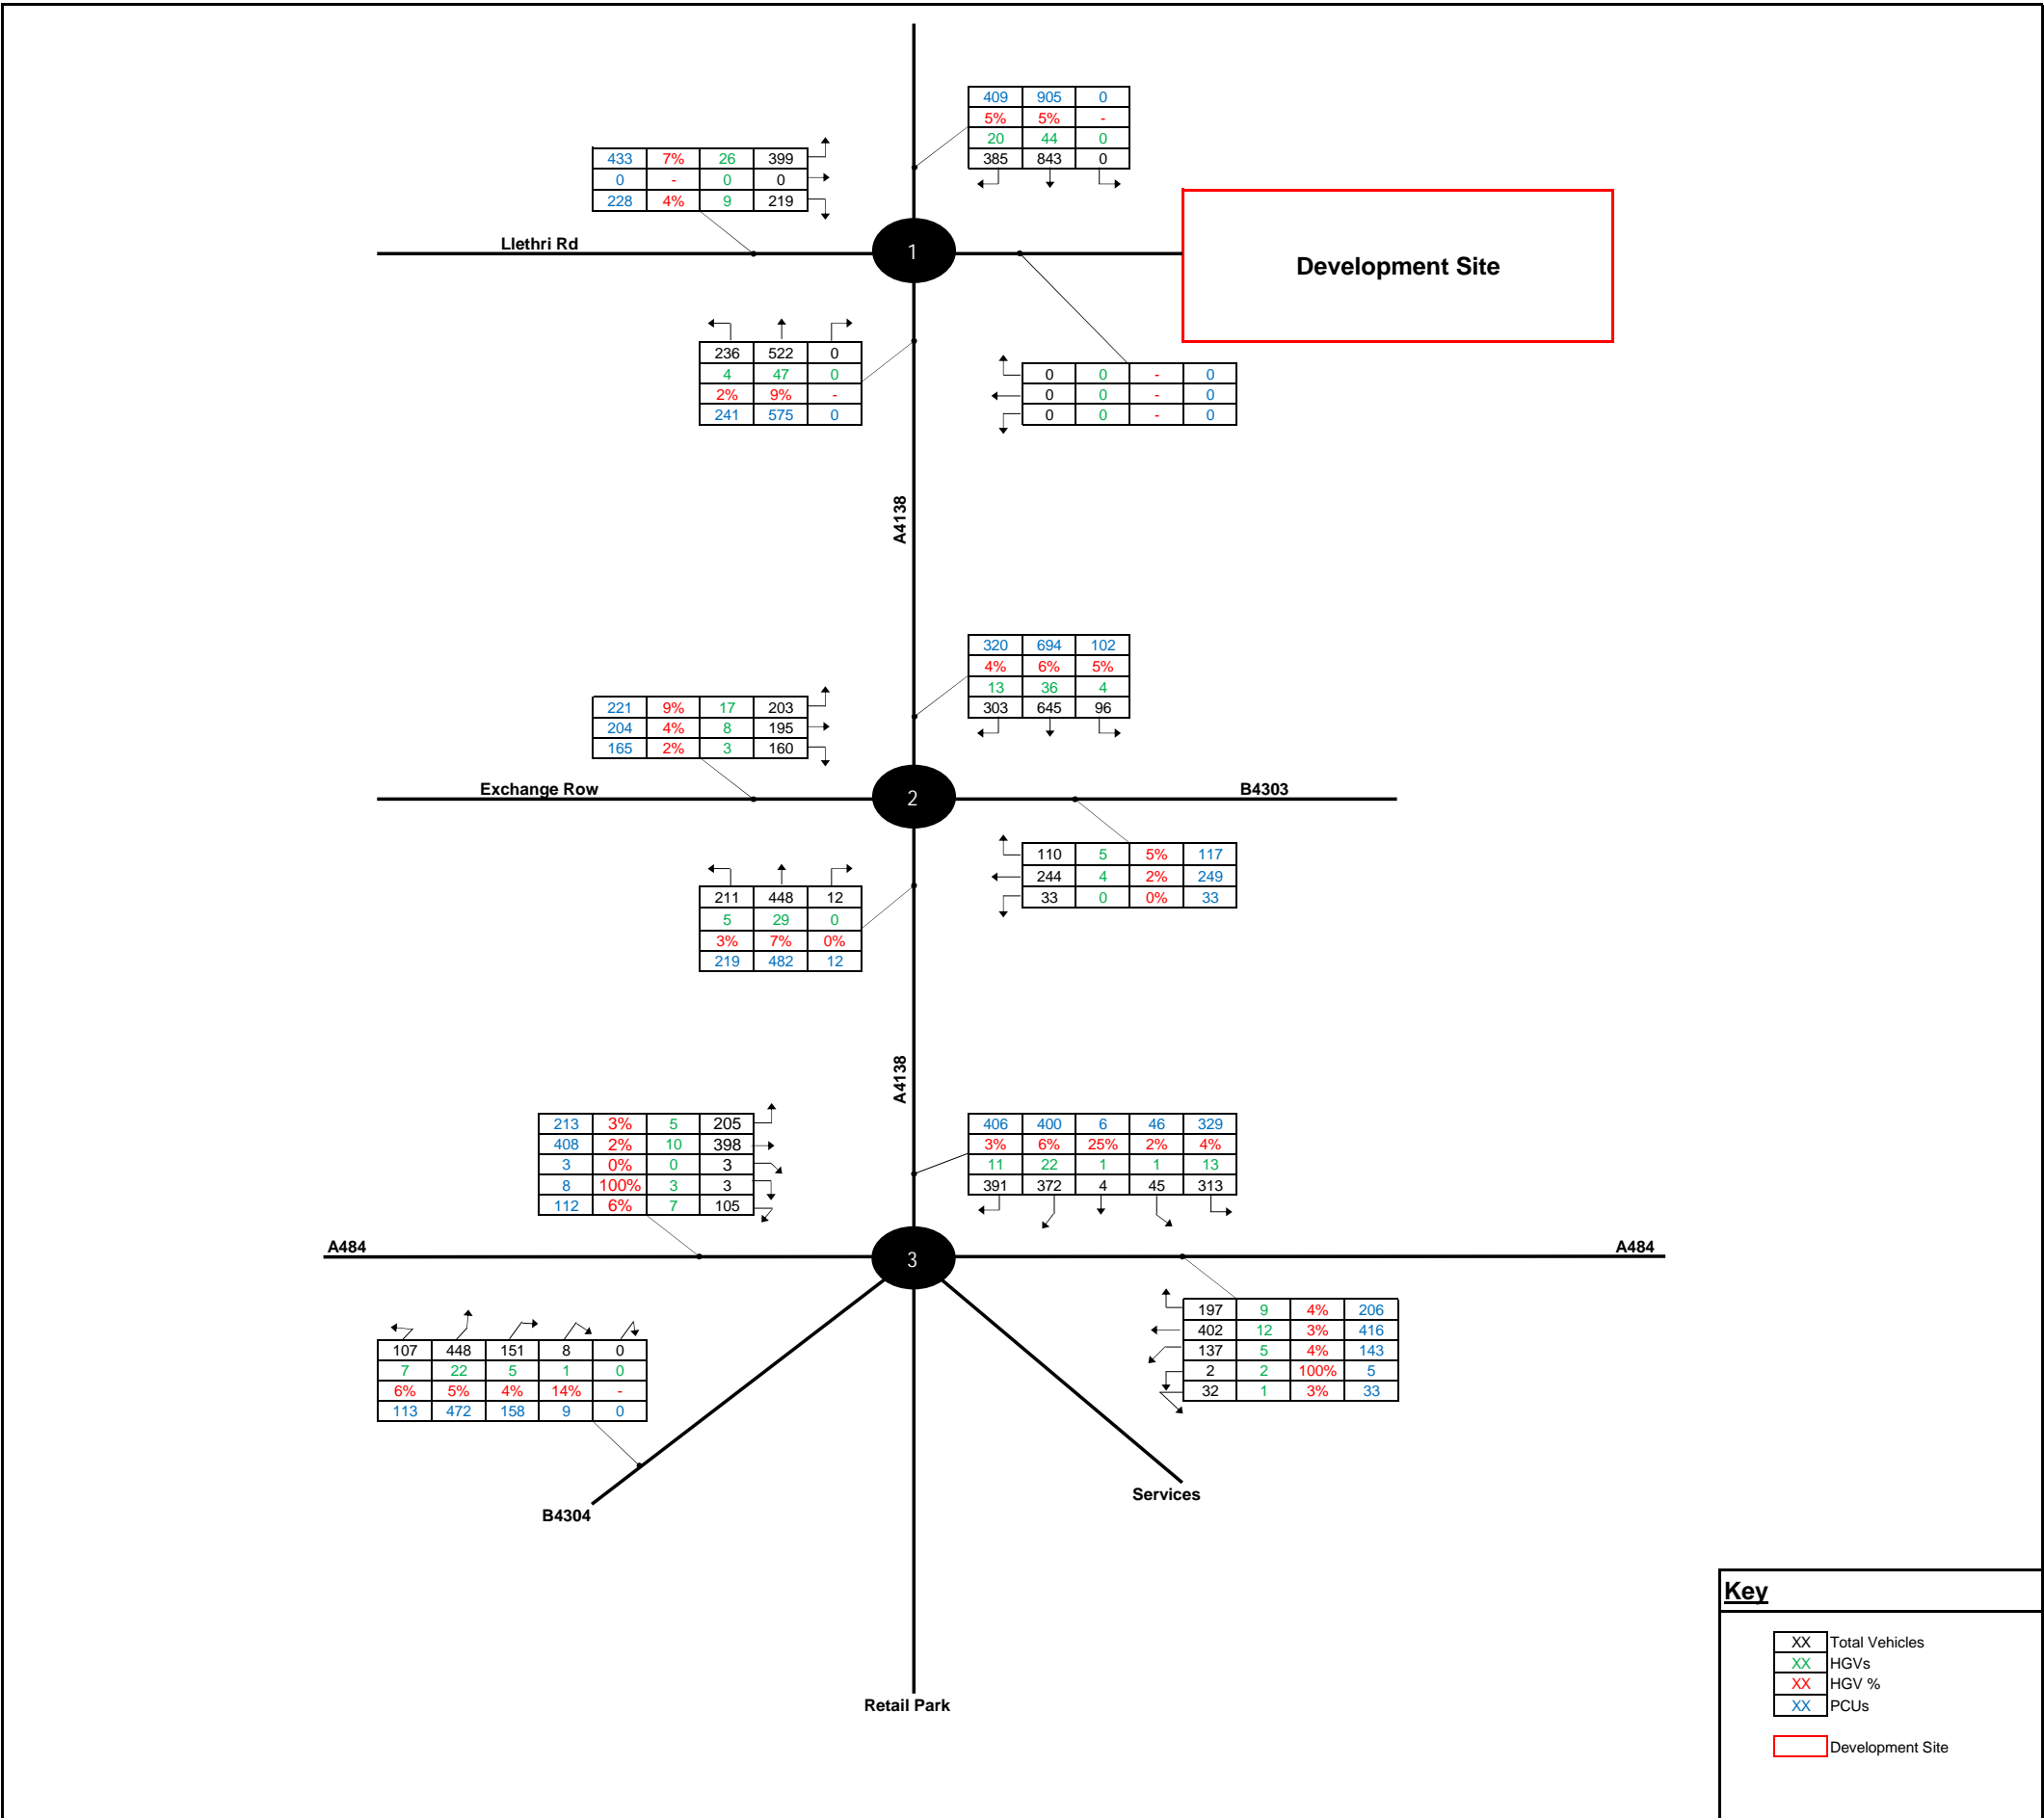 409 905 0
5% 5% -
20 44 0
385 843 0
433 7% 26 399
0 - 0 0
228 4% 9 219
Llethri Rd
1
Development Site
236 522 0
4 47 0
2% 9% -
241 575 0
0 0 - 0
0 0 - 0
0 0 - 0
A4138
320 694 102
4% 6% 5%
13 36 4
303 645 96
221 9% 17 203
204 4% 8 195
165 2% 3 160
Exchange Row
2
B4303
110 5 5% 117
244 4 2% 249
33 0 0% 33
211 448 12
5 29 0
3% 7% 0%
219 482 12
A4138
213 3% 5 205
408 2% 10 398
3 0% 0 3
8 100% 3 3
112 6% 7 105
406 400 6 46 329
3% 6% 25% 2% 4%
11 22 1 1 13
391 372 4 45 313
A484
3
A484
197 9 4% 206
402 12 3% 416
137 5 4% 143
2 2 100% 5
32 1 3% 33
107 448 151 8 0
7 22 5 1 0
6% 5% 4% 14% -
113 472 158 9 0
Services
B4304
Retail Park
Key
XX Total Vehicles
XX HGVs
XX HGV %
XX PCUs
Development Site